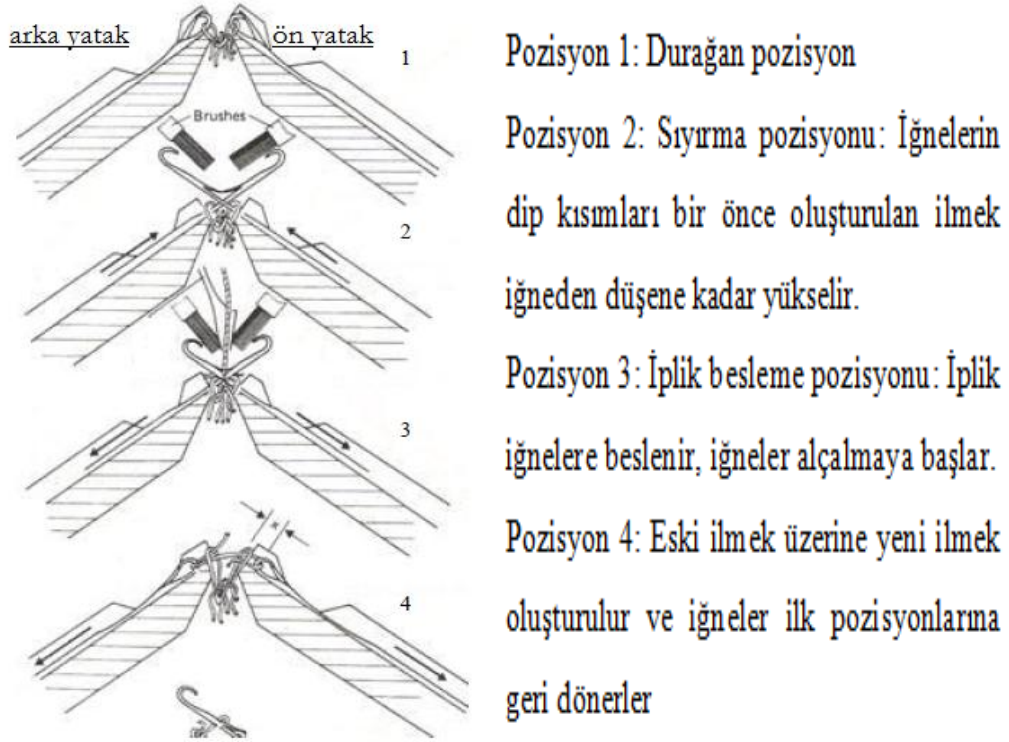 arka yatak
ön yatak
1
Brushes
2
3
x
4
Pozisyon 1: Durağan pozisyon
Pozisyon 2: Sıyırma pozisyonu: İğnelerin
dip kısımları bir önce oluşturulan ilmek
iğneden düşene kadar yükselir.
Pozisyon 3: İplik besleme pozisyonu: İplik
iğnelere beslenir, iğneler alçalmaya başlar.
Pozisyon 4: Eski ilmek üzerine yeni ilmek
oluşturulur ve iğneler ilk pozisyonlarına
geri dönerler